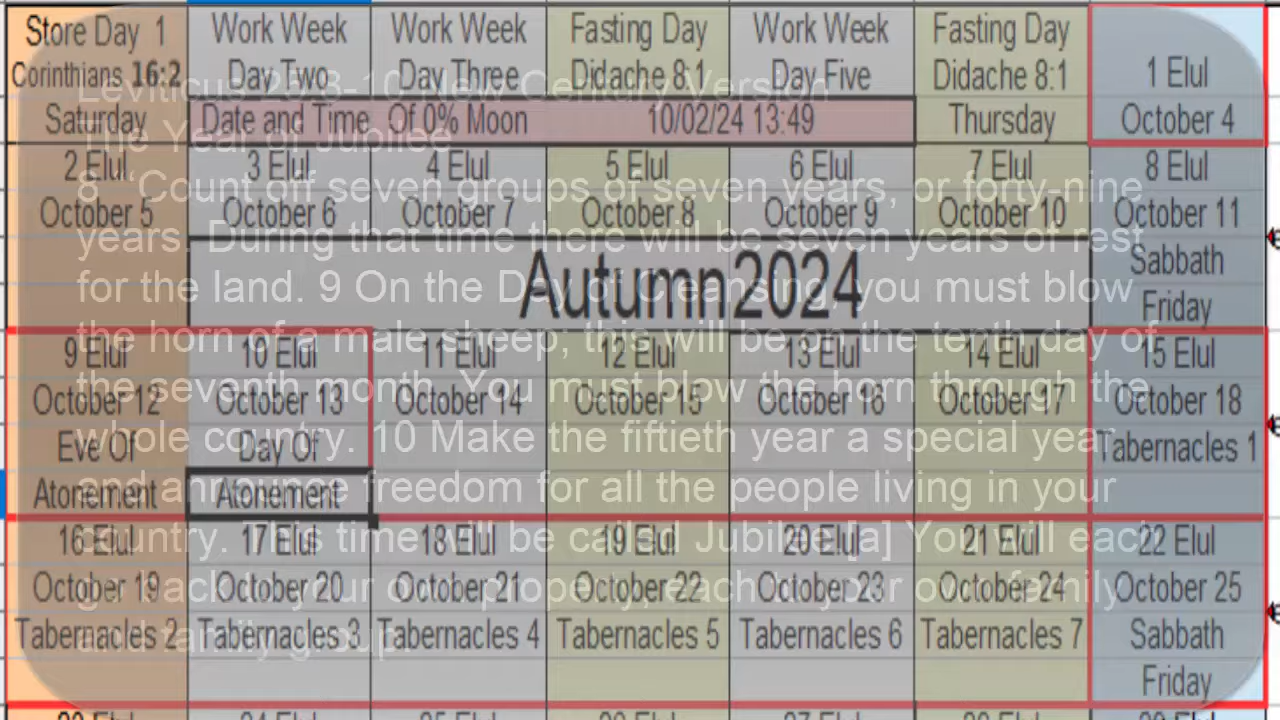 Store Day 1 Work Week Work Week Fasting Day Work Week Fasting Day
Corinthians 16:2 Day Two Day Three Didache 8:1 Day Five Didache 8:1 1 Elul
Saturday Date and Time Of 0% Moon 10/02/24 13:49 Thursday October 4
2 Elul 3 Elul 4 Elul 5 Elul 6 Elul 7 Elul 8 Elul
October 5 October 6 October 7 October 8 October 9 October 10 October 11
Sabbath
Autumn 2024
Friday
9 Elul 10 Elul 11 Elul 12 Elul 13 Elul 14 Elul 15 Elul
October 12 October 13 October 14 October 15 October 16 October 17 October 18
Eve Of Day Of Tabernacles 1
Atonement Atonement
16 Elul 17 Elul 18 Elul 19 Elul 20 Elul 21 Elul 22 Elul
October 19 October 20 October 21 October 22 October 23 October 24 October 25
Tabernacles 2 Tabernacles 3 Tabernacles 4 Tabernacles 5 Tabernacles 6 Tabernacles 7 Sabbath
Friday
Leviticus 25:8-10 New Century Version
The Year of Jubilee
8 “Count off seven groups of seven years, or forty-nine
years. During that time there will be seven years of rest
for the land. 9 On the Day of Cleansing, you must blow
the horn of a male sheep; this will be on the tenth day of
the seventh month. You must blow the horn through the
whole country. 10 Make the fiftieth year a special year,
and announce freedom for all the people living in your
country. This time will be called Jubilee.[a] You will each
go back to your own property, each to your own family
and family group.